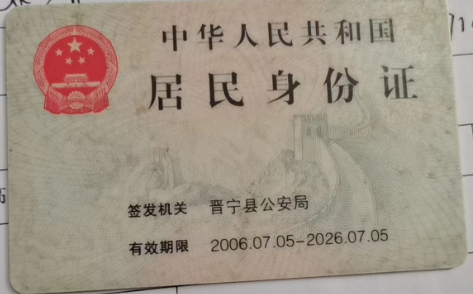 中华人民共和国
居民身份证
签发机关 晋宁县公安局
有效期限 2006.07.05-2026.07.05